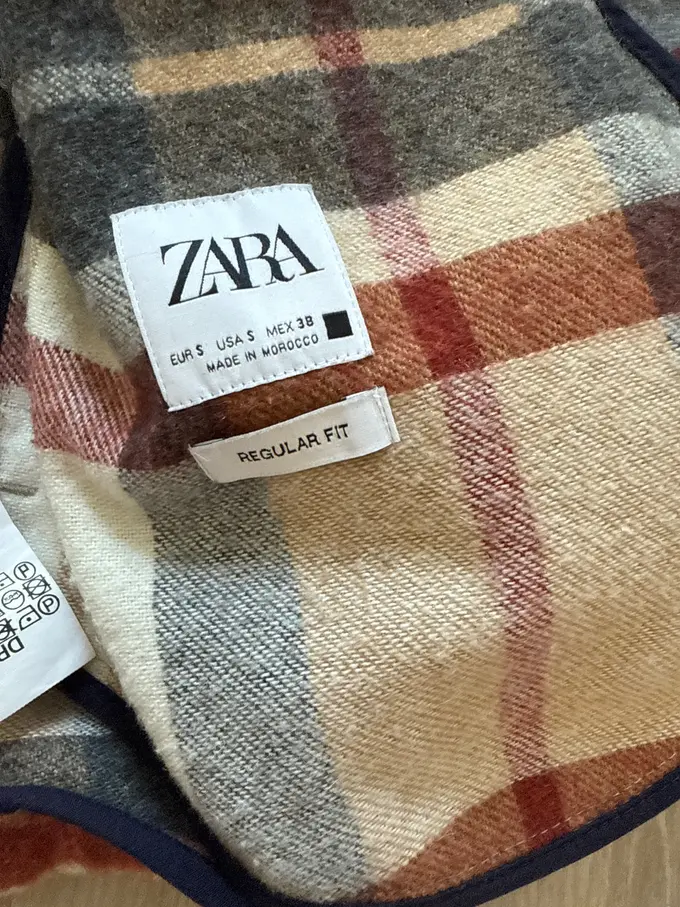 ZARA
EUR S USA S MEX 38
MADE IN MOROCCO
REGULAR FIT